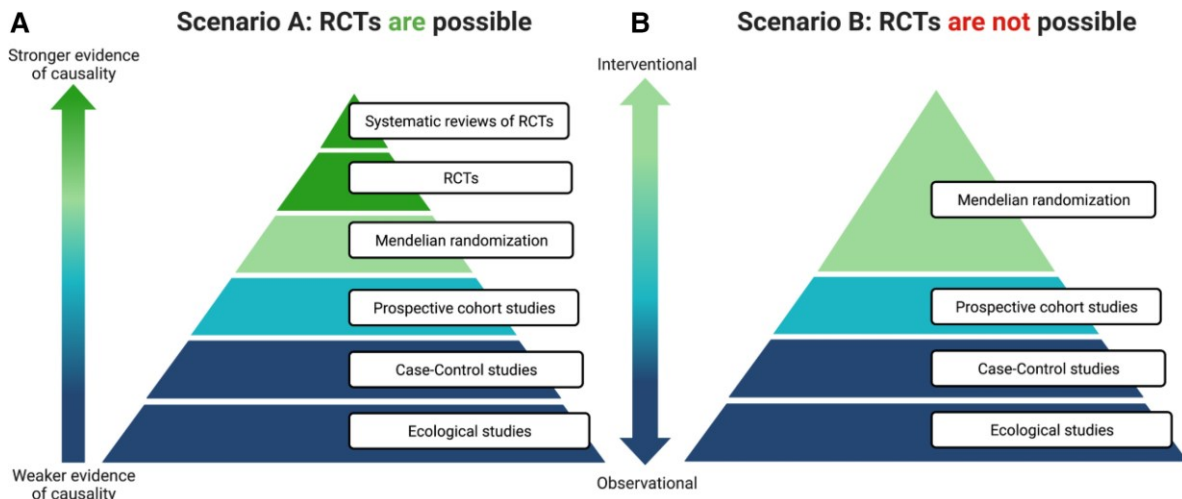 A
Scenario A: RCTs are possible
Stronger evidence
of causality
Systematic reviews of RCTs
RCTs
Mendelian randomization
Prospective cohort studies
Case-Control studies
Ecological studies
Weaker evidence
of causality
B
Scenario B: RCTs are not possible
Interventional
Mendelian randomization
Prospective cohort studies
Case-Control studies
Ecological studies
Observational